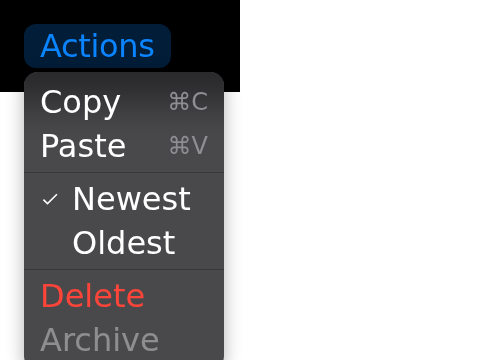 Actions
Copy ⌘C
Paste ⌘V
✓ Newest
Oldest
Delete
Archive